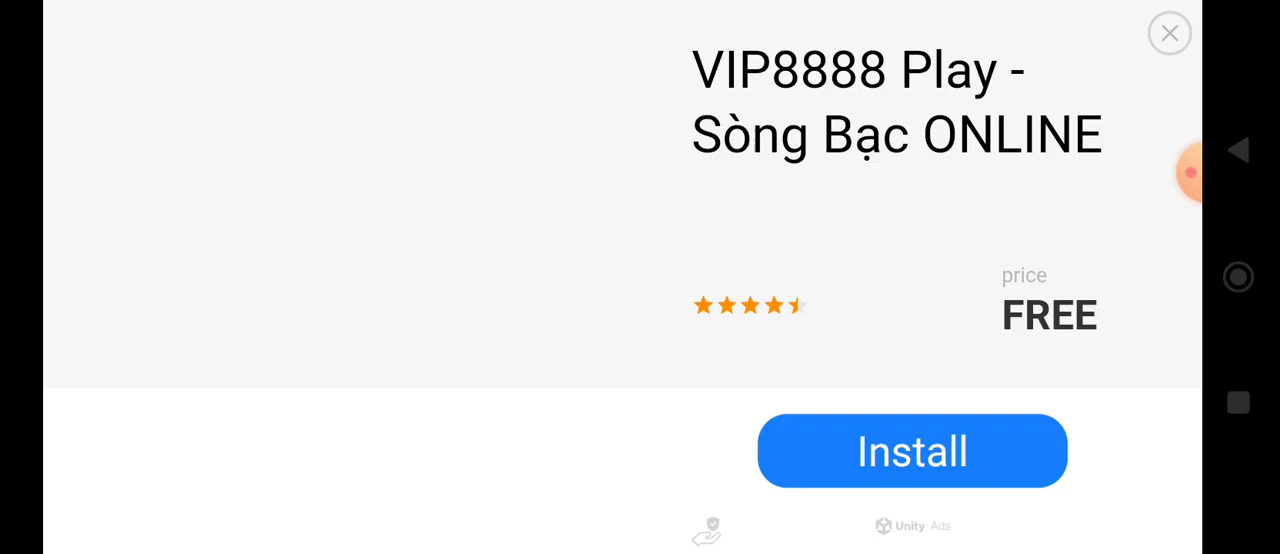 VIP8888 Play -
Sòng Bạc ONLINE
price
FREE
Install
Unity Ads